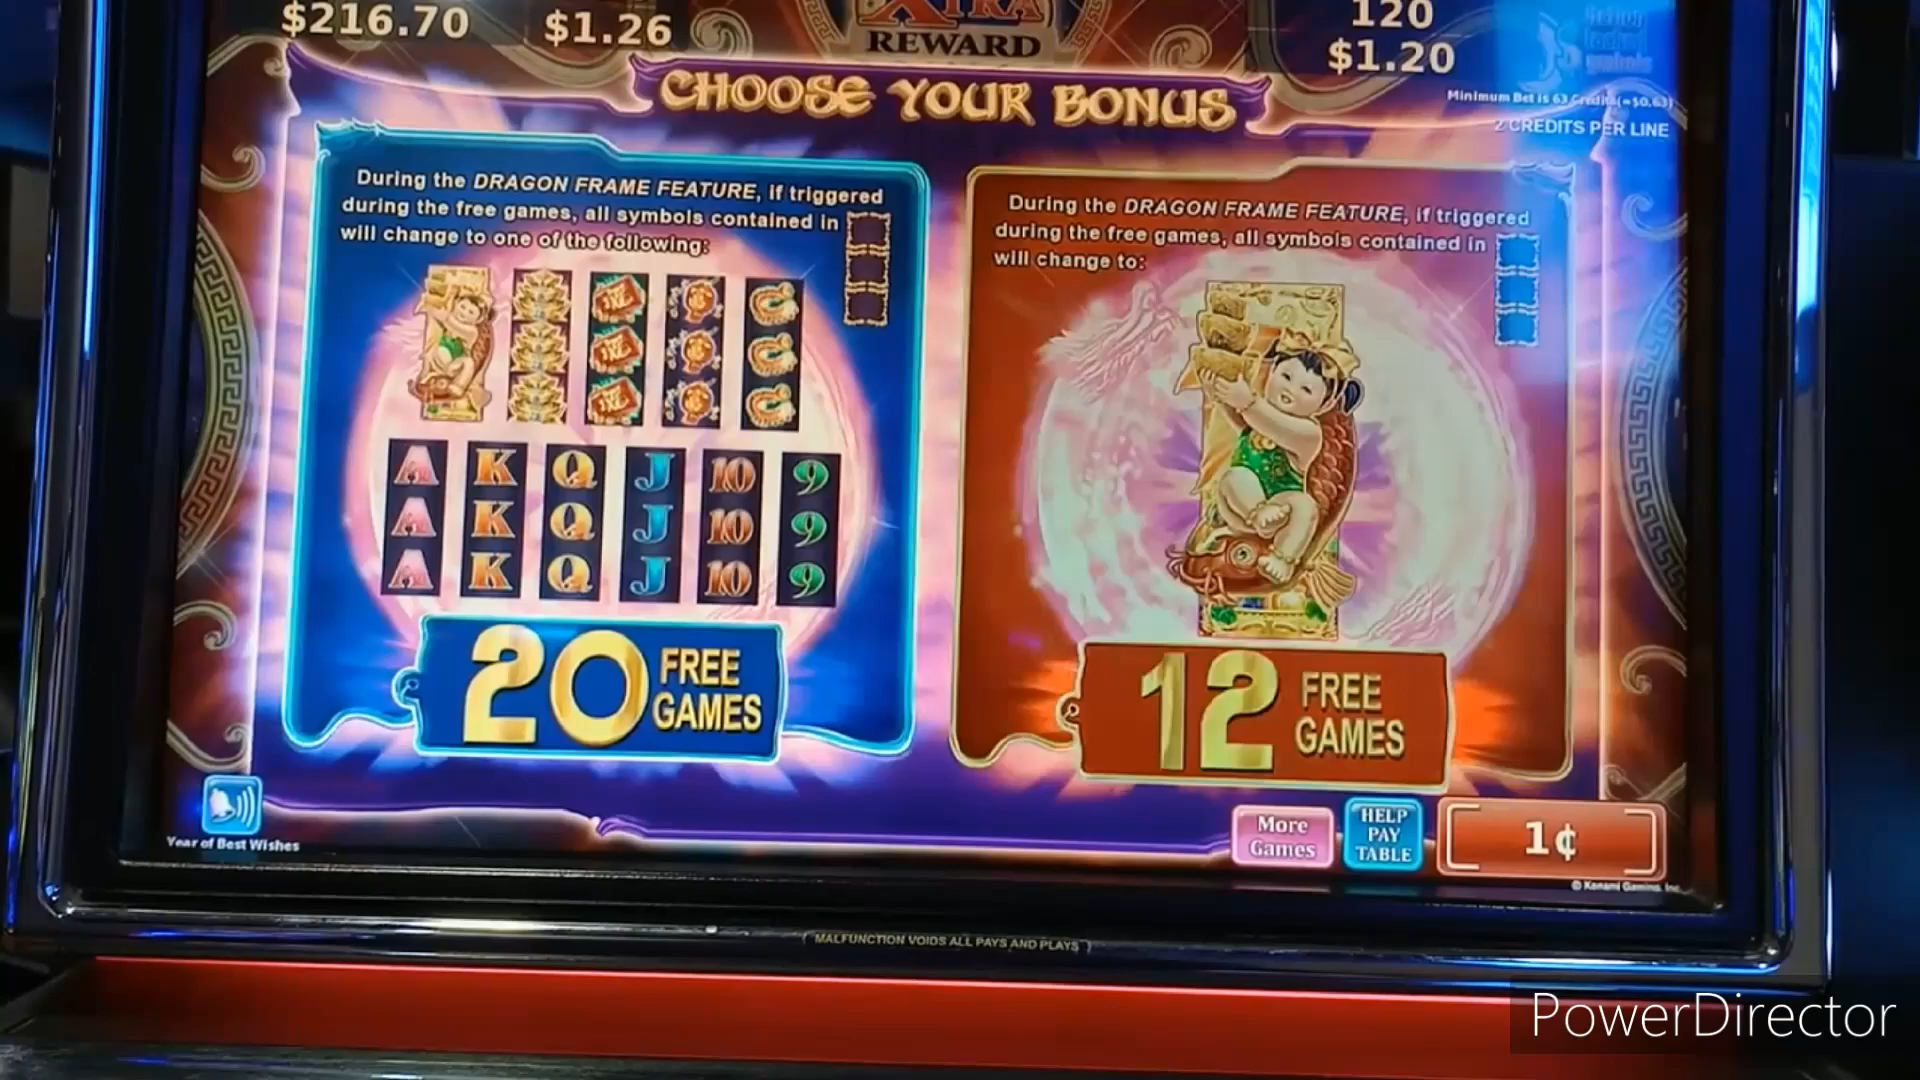 $216.70
$1.26
XTRA
REWARD
120
$1.20
CHOOSE YOUR BONUS
Minimum Bet is 63 Credits(=$0.63)
2 CREDITS PER LINE
During the DRAGON FRAME FEATURE, if triggered
during the free games, all symbols contained in
will change to one of the following:
A K Q J 10 9
A K Q J 10 9
A K Q J 10 9
20 FREE
GAMES
During the DRAGON FRAME FEATURE, if triggered
during the free games, all symbols contained in
will change to:
12 FREE
GAMES
Year of Best Wishes
More
Games
HELP
PAY
TABLE
1¢
© Konami Gaming, Inc
MALFUNCTION VOIDS ALL PAYS AND PLAYS
PowerDirector